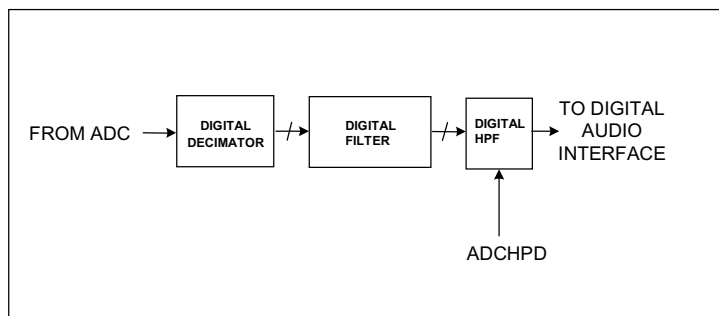 FROM ADC
DIGITAL
DECIMATOR
DIGITAL
FILTER
DIGITAL
HPF
TO DIGITAL
AUDIO
INTERFACE
ADCHPD